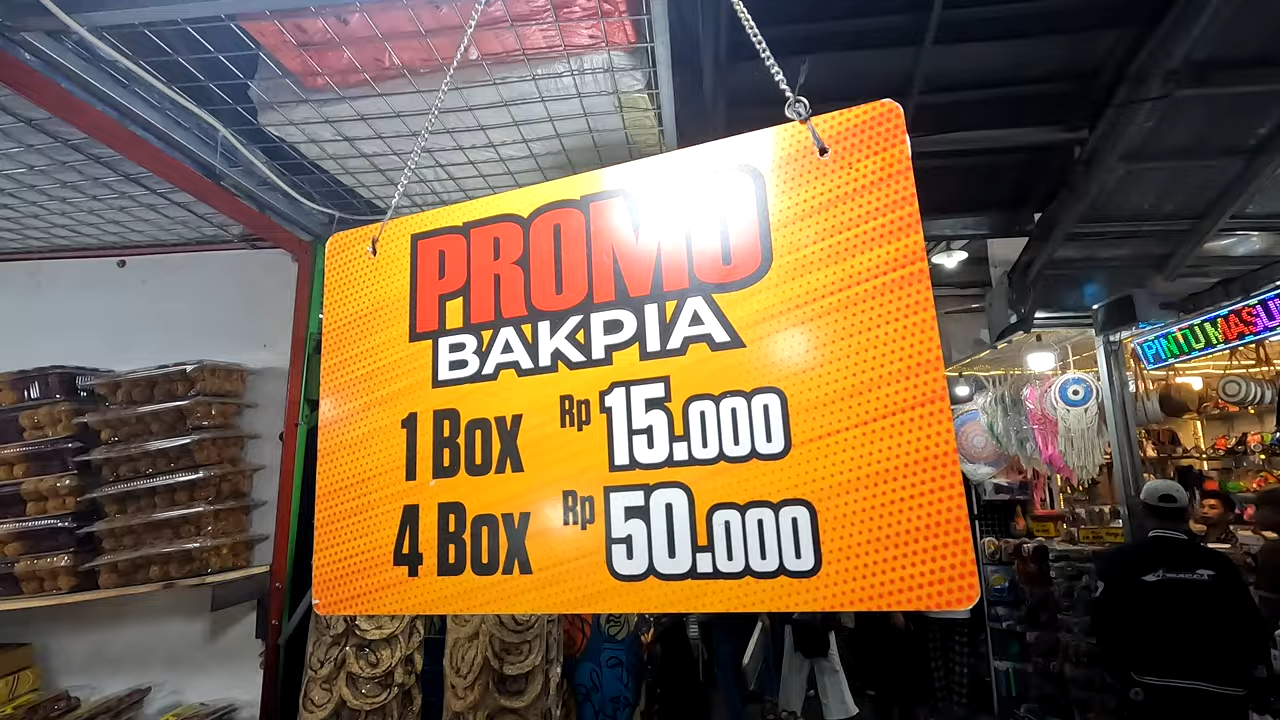 PROMO
BAKPIA
1 Box Rp 15.000
4 Box Rp 50.000
PINTU MASU